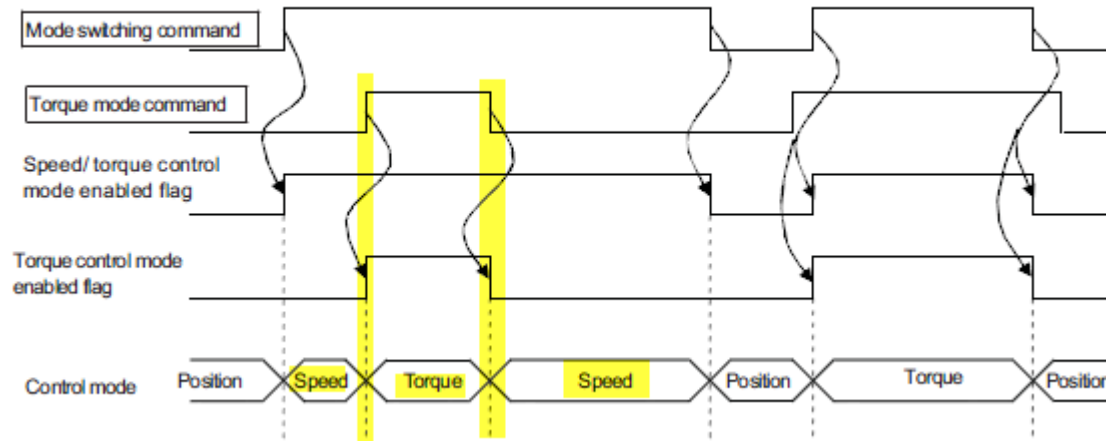 Mode switching command
Torque mode command
Speed/ torque control
mode enabled flag
Torque control mode
enabled flag
Control mode
Position Speed Torque Speed Position Torque Position